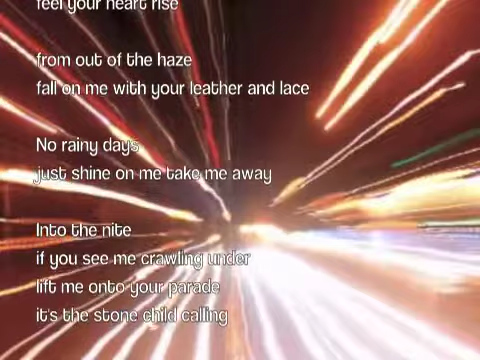 feel your heart rise
from out of the haze
fall on me with your leather and lace
No rainy days
just shine on me take me away
Into the nite
if you see me crawling under
lift me onto your parade
it's the stone child calling